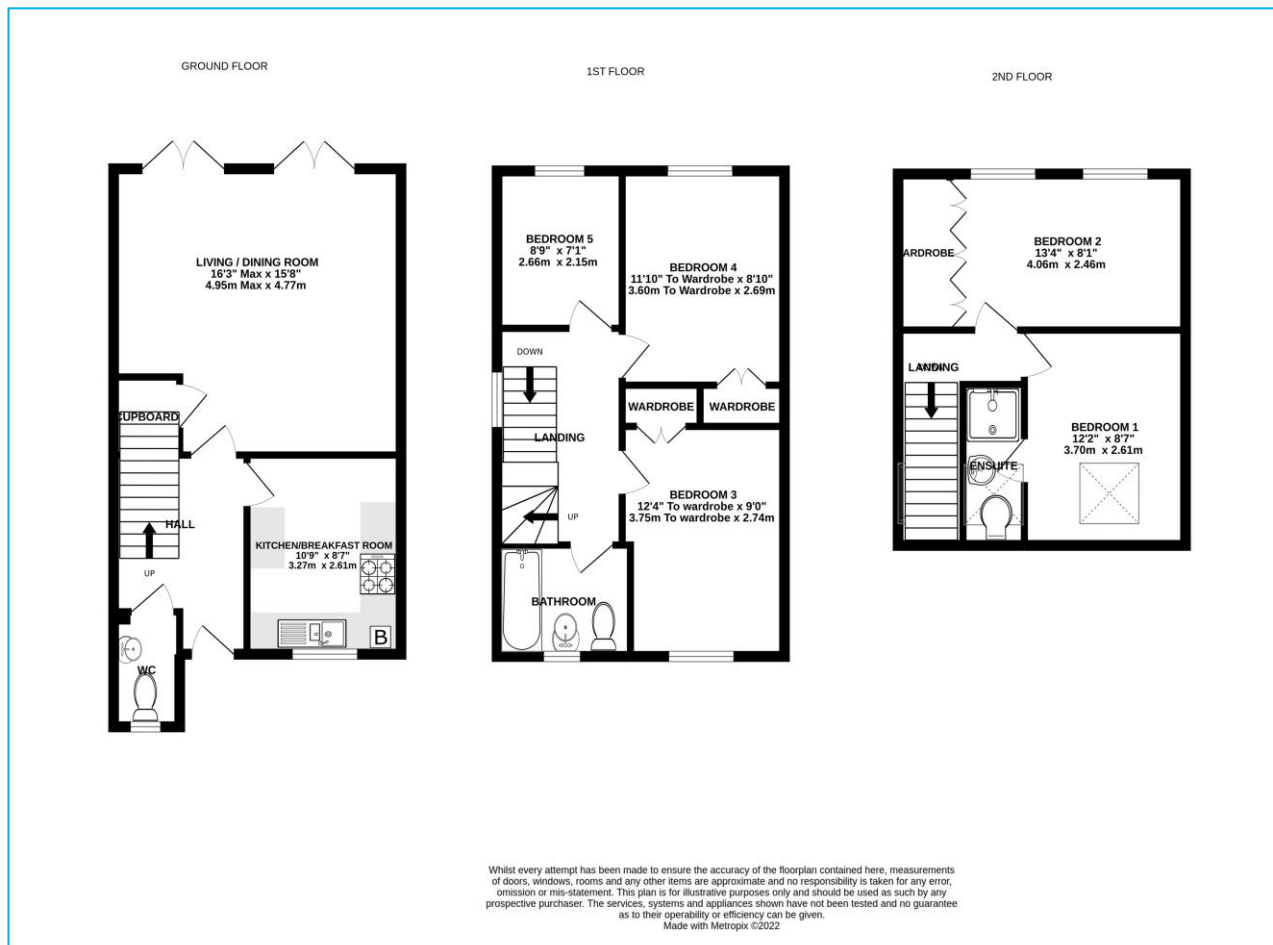 GROUND FLOOR
1ST FLOOR
2ND FLOOR
LIVING / DINING ROOM
16'3" Max x 15'8"
4.95m Max x 4.77m
CUPBOARD
HALL
UP
KITCHEN/BREAKFAST ROOM
10'9" x 8'7"
3.27m x 2.61m
B
WC
BEDROOM 5
8'9" x 7'1"
2.66m x 2.15m
BEDROOM 4
11'10" To Wardrobe x 8'10"
3.60m To Wardrobe x 2.69m
DOWN
WARDROBE
WARDROBE
LANDING
BEDROOM 3
12'4" To wardrobe x 9'0"
3.75m To wardrobe x 2.74m
UP
BATHROOM
ARDROBE
BEDROOM 2
13'4" x 8'1"
4.06m x 2.46m
LANDING
BEDROOM 1
12'2" x 8'7"
3.70m x 2.61m
ENSUITE
Whilst every attempt has been made to ensure the accuracy of the floorplan contained here, measurements
of doors, windows, rooms and any other items are approximate and no responsibility is taken for any error,
omission or mis-statement. This plan is for illustrative purposes only and should be used as such by any
prospective purchaser. The services, systems and appliances shown have not been tested and no guarantee
as to their operability or efficiency can be given.
Made with Metropix ©2022